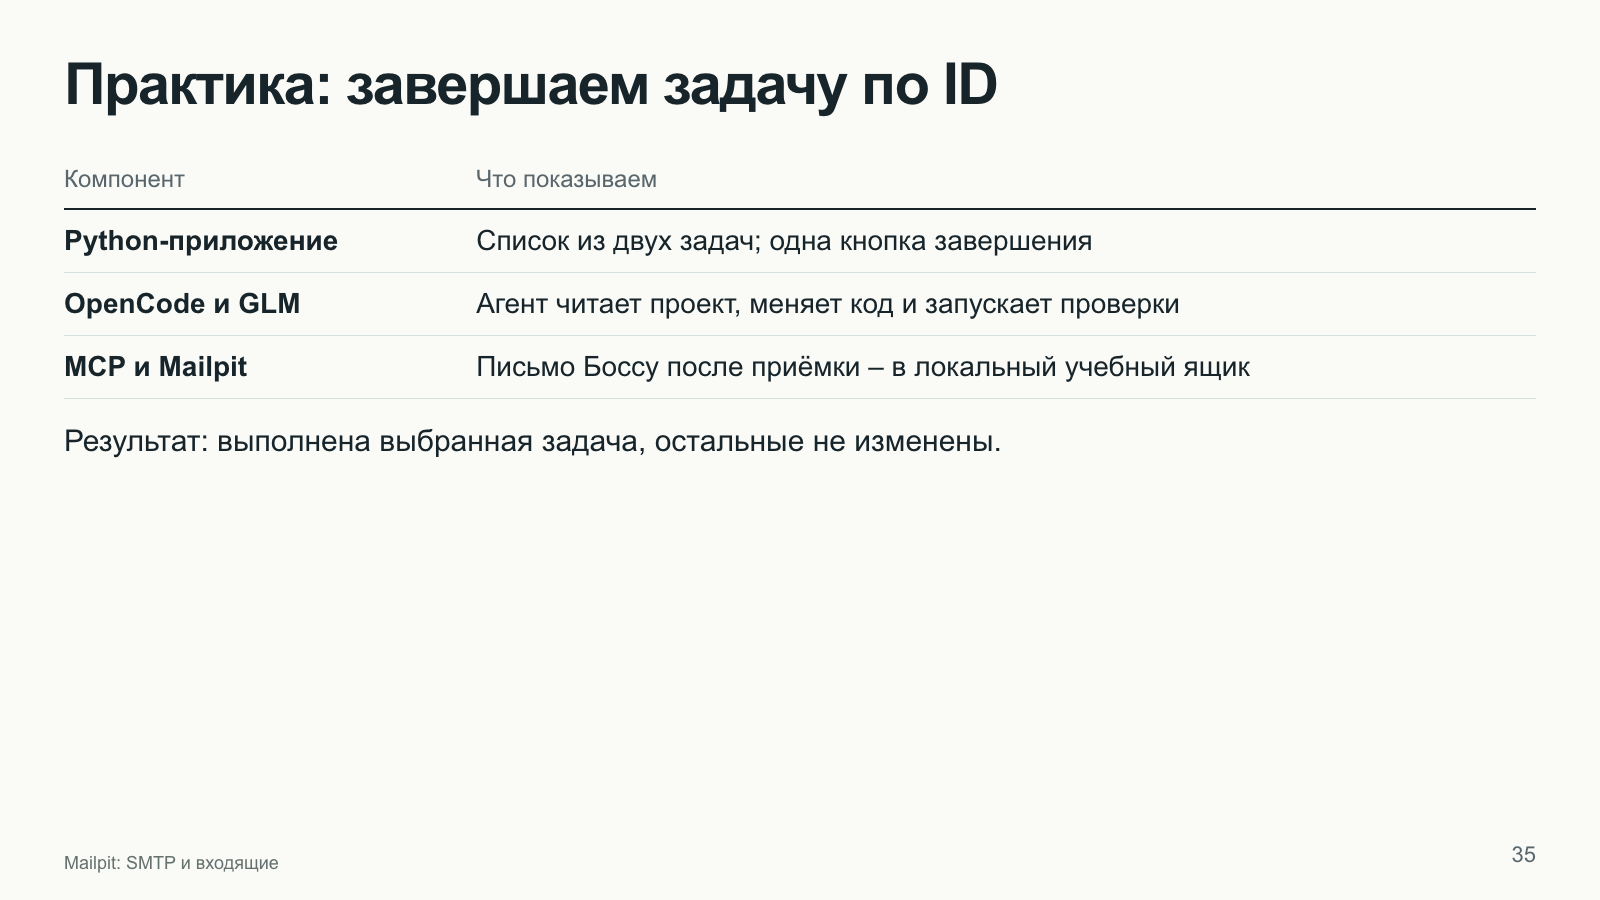 Практика: завершаем задачу по ID
Компонент Что показываем
Python-приложение Список из двух задач; одна кнопка завершения
OpenCode и GLM Агент читает проект, меняет код и запускает проверки
MCP и Mailpit Письмо Боссу после приёмки – в локальный учебный ящик
Результат: выполнена выбранная задача, остальные не изменены.
Mailpit: SMTP и входящие
35